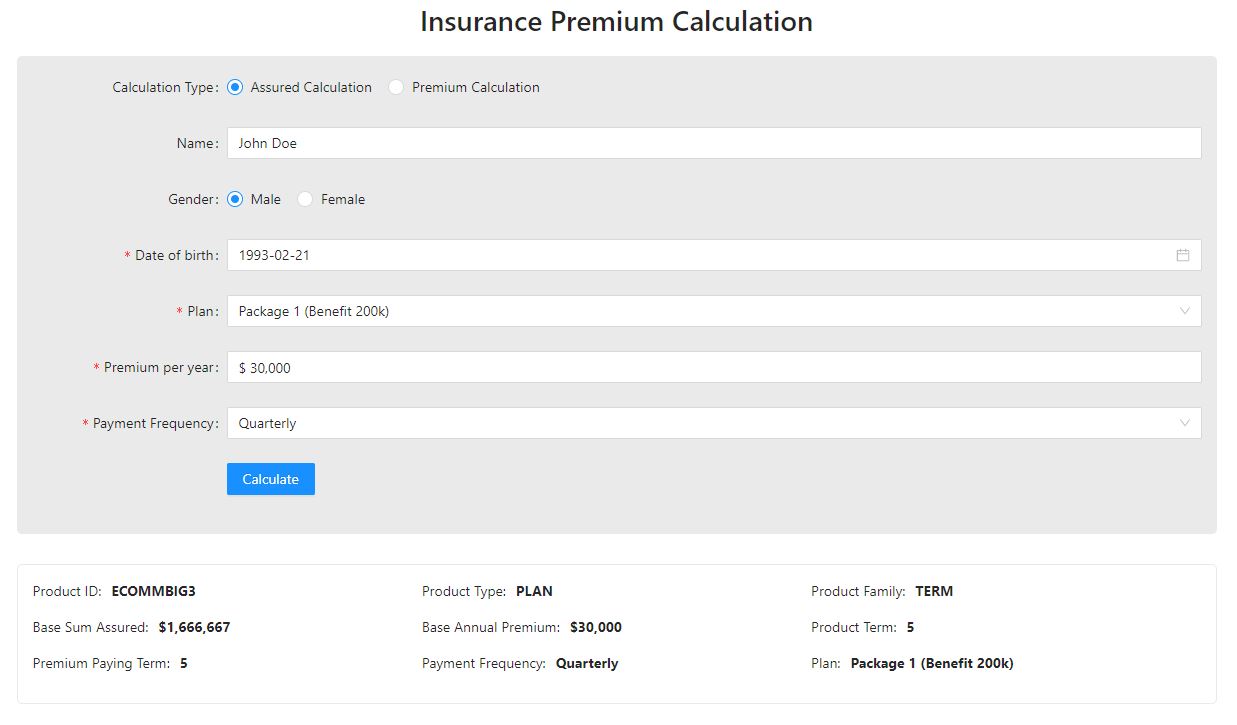 Insurance Premium Calculation
Calculation Type: Assured Calculation Premium Calculation
Name: John Doe
Gender: Male Female
* Date of birth: 1993-02-21
* Plan: Package 1 (Benefit 200k)
* Premium per year: $ 30,000
* Payment Frequency: Quarterly
Calculate
Product ID: ECOMMBIG3 Product Type: PLAN Product Family: TERM
Base Sum Assured: $1,666,667 Base Annual Premium: $30,000 Product Term: 5
Premium Paying Term: 5 Payment Frequency: Quarterly Plan: Package 1 (Benefit 200k)